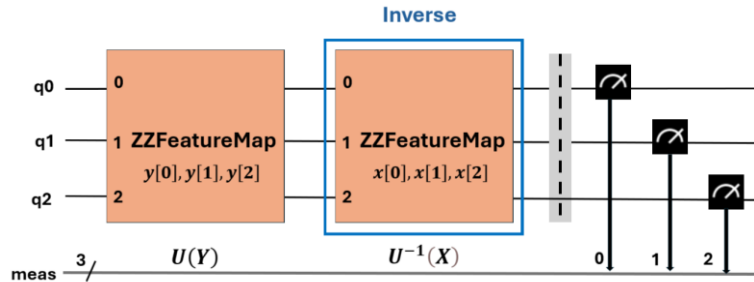 Inverse
q0 0 0
q1 1 ZZFeatureMap 1 ZZFeatureMap
y[0], y[1], y[2] x[0], x[1], x[2]
q2 2 2
U(Y) U⁻¹(X)
3 0 1 2
meas